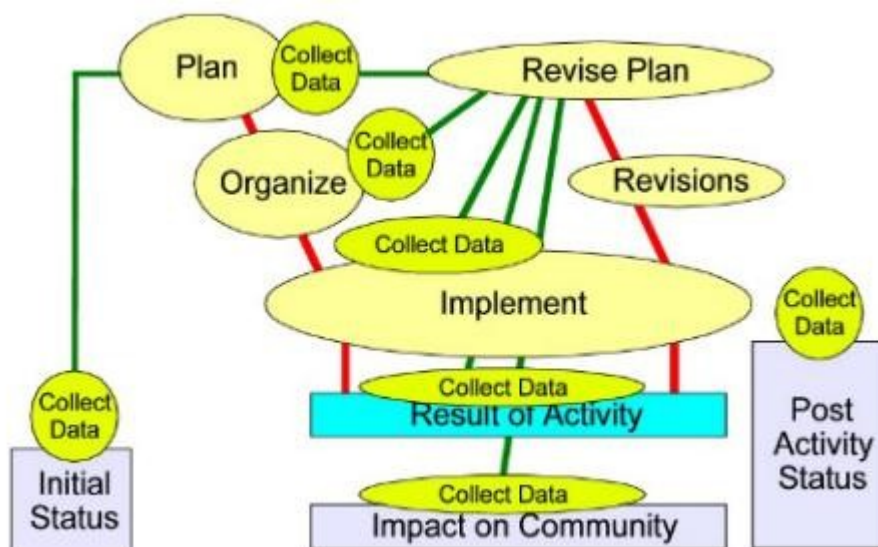 Plan
Collect
Data
Revise Plan
Collect
Data
Organize
Revisions
Collect Data
Implement
Collect
Data
Collect Data
Result of Activity
Collect
Data
Post
Activity
Status
Initial
Status
Collect Data
Impact on Community